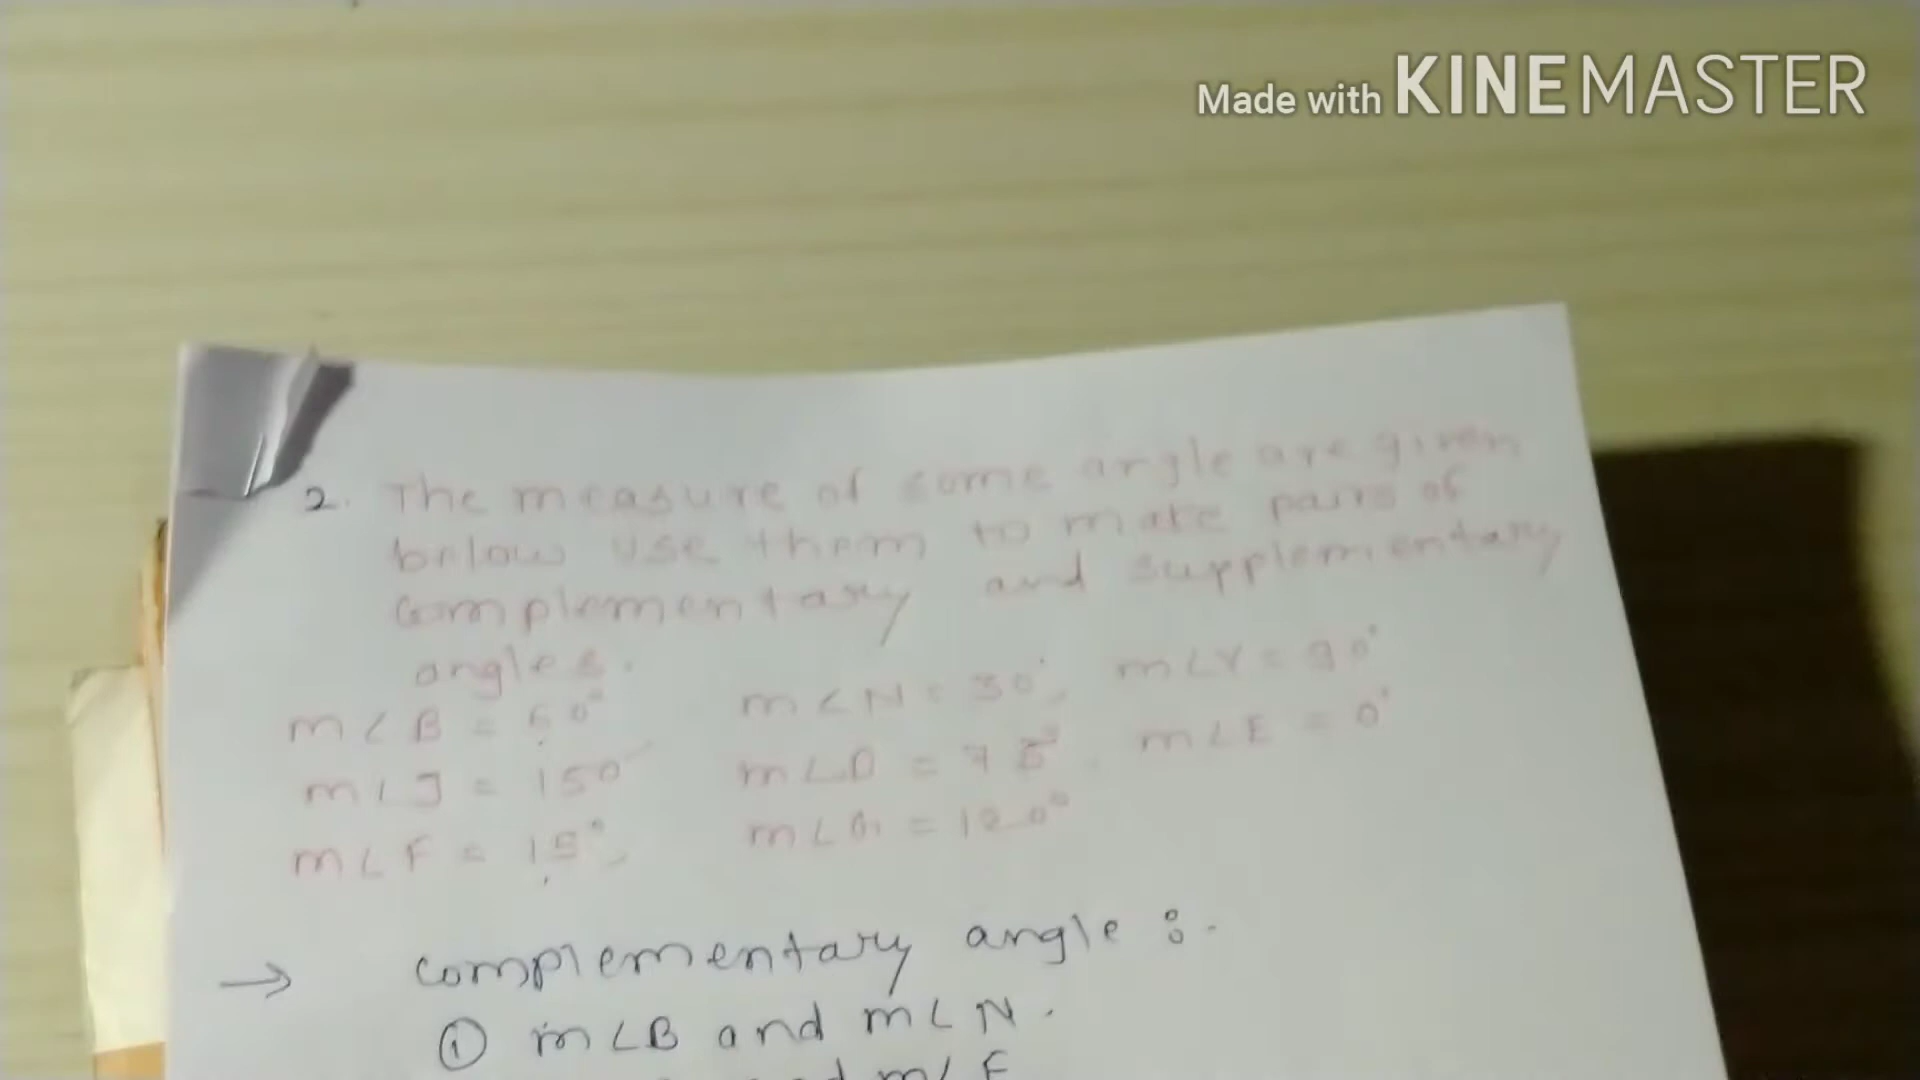 Made with KINEMASTER
2. The measure of some angle are given
below use them to make pairs of
complementary and supplementary
angles.
m∠B = 60° m∠N = 30°, m∠Y = 90°
m∠J = 150° m∠D = 75°, m∠E = 0°
m∠F = 15°, m∠G = 120°
→ complementary angle :-
① m∠B and m∠N.
and m∠F